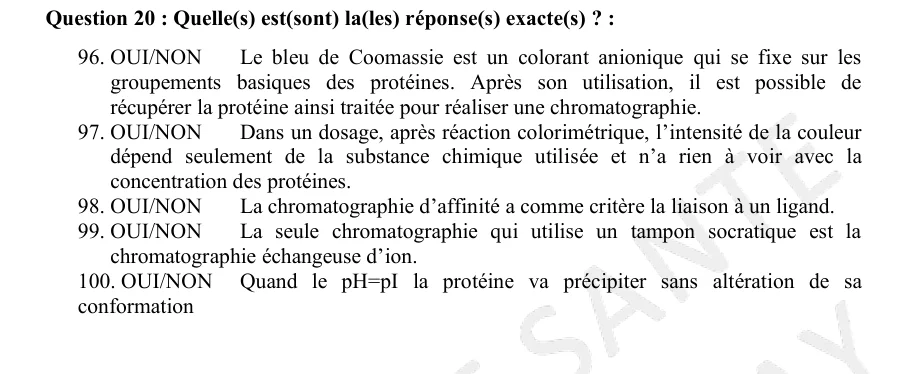 Question 20 : Quelle(s) est(sont) la(les) réponse(s) exacte(s) ? :
96. OUI/NON Le bleu de Coomassie est un colorant anionique qui se fixe sur les
groupements basiques des protéines. Après son utilisation, il est possible de
récupérer la protéine ainsi traitée pour réaliser une chromatographie.
97. OUI/NON Dans un dosage, après réaction colorimétrique, l'intensité de la couleur
dépend seulement de la substance chimique utilisée et n'a rien à voir avec la
concentration des protéines.
98. OUI/NON La chromatographie d'affinité a comme critère la liaison à un ligand.
99. OUI/NON La seule chromatographie qui utilise un tampon socratique est la
chromatographie échangeuse d'ion.
100. OUI/NON Quand le pH=pI la protéine va précipiter sans altération de sa
conformation
SANTE